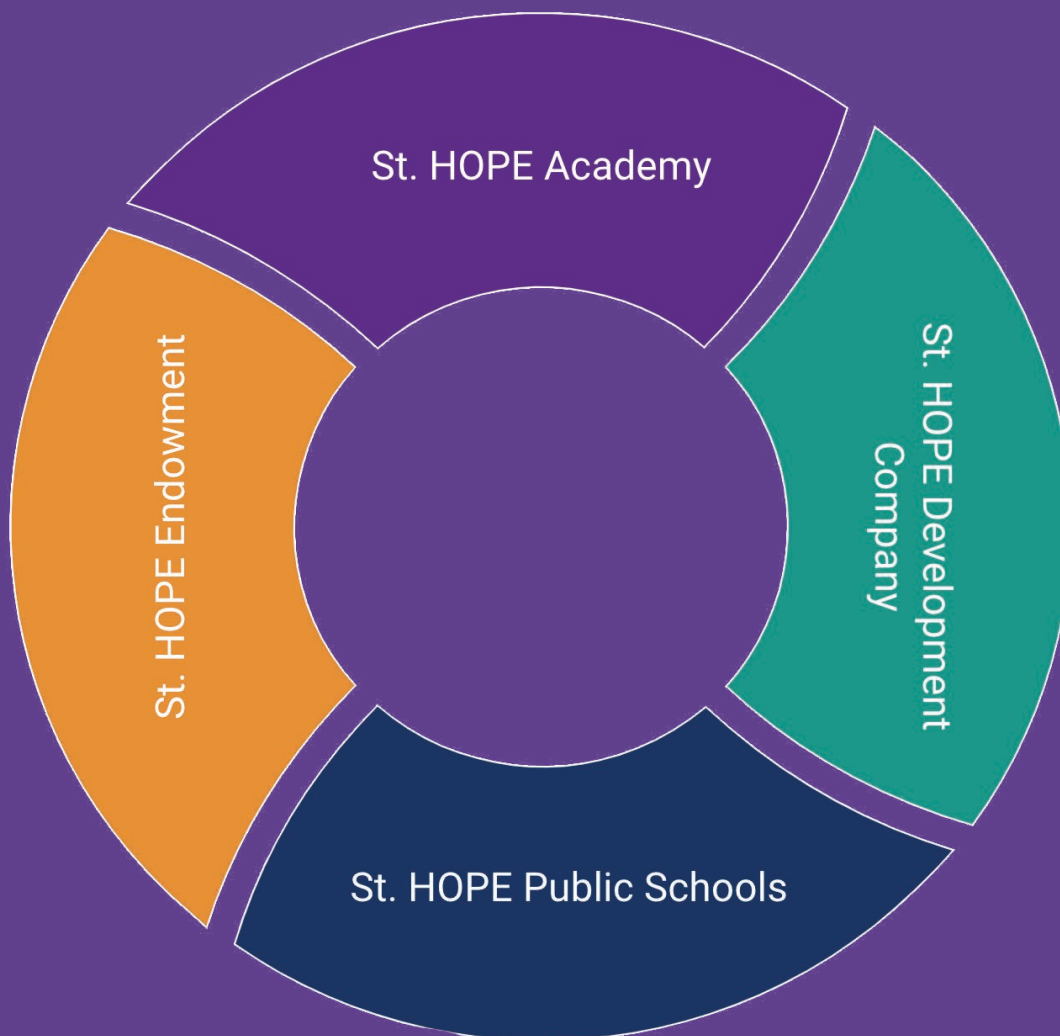 St. HOPE Academy
St. HOPE Development
Company
St. HOPE Public Schools
St. HOPE Endowment